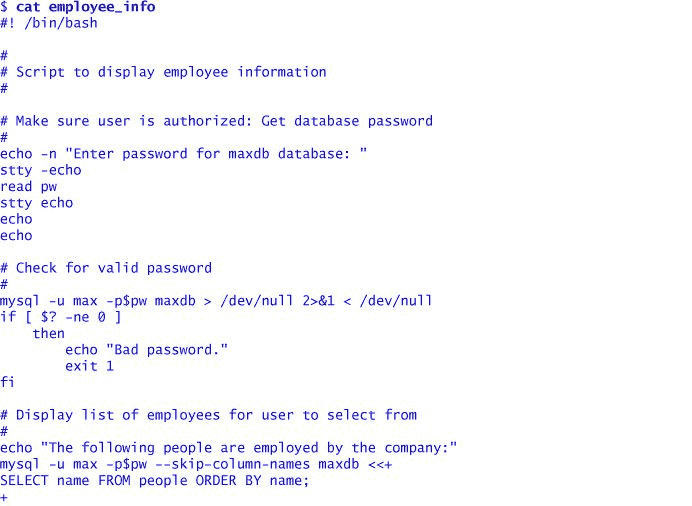 $ cat employee_info
#! /bin/bash
#
# Script to display employee information
#
# Make sure user is authorized: Get database password
#
echo -n "Enter password for maxdb database: "
stty -echo
read pw
stty echo
echo
echo
# Check for valid password
#
mysql -u max -p$pw maxdb > /dev/null 2>&1 < /dev/null
if [ $? -ne 0 ]
    then
        echo "Bad password."
        exit 1
fi
# Display list of employees for user to select from
#
echo "The following people are employed by the company:"
mysql -u max -p$pw --skip-column-names maxdb <<+
SELECT name FROM people ORDER BY name;
+